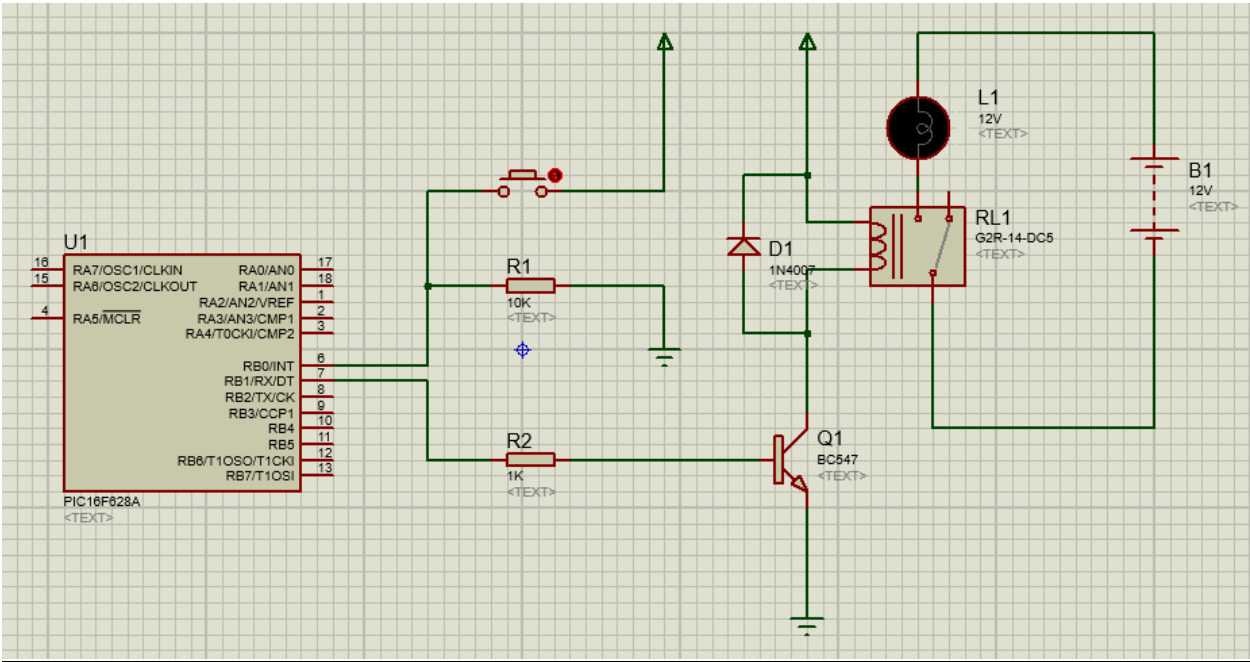 U1
16
15
4
RA7/OSC1/CLKIN
RA6/OSC2/CLKOUT
RA5/MCLR
RA0/AN0
RA1/AN1
RA2/AN2/VREF
RA3/AN3/CMP1
RA4/T0CKI/CMP2
RB0/INT
RB1/RX/DT
RB2/TX/CK
RB3/CCP1
RB4
RB5
RB6/T1OSO/T1CKI
RB7/T1OSI
17
18
1
2
3
6
7
8
9
10
11
12
13
PIC16F628A
<TEXT>
R1
10K
<TEXT>
R2
1K
<TEXT>
D1
1N4007
<TEXT>
Q1
BC547
<TEXT>
L1
12V
<TEXT>
RL1
G2R-14-DC5
<TEXT>
B1
12V
<TEXT>